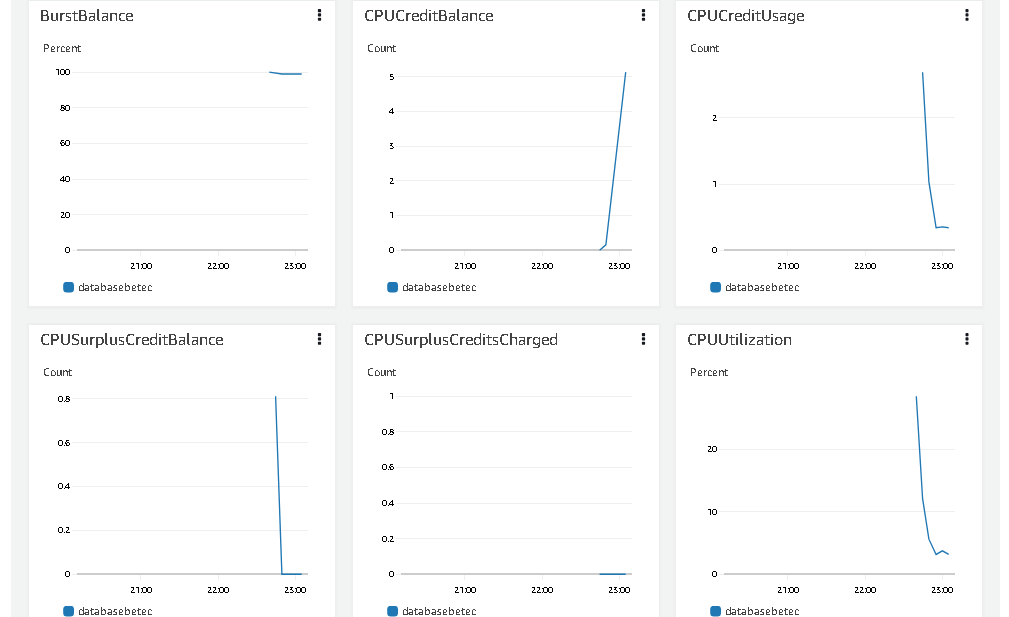 BurstBalance
Percent
100
80
60
40
20
0
21:00 22:00 23:00
databasebetec
CPUCreditBalance
Count
5
4
3
2
1
0
21:00 22:00 23:00
databasebetec
CPUCreditUsage
Count
2
1
0
21:00 22:00 23:00
databasebetec
CPUSurplusCreditBalance
Count
0.8
0.6
0.4
0.2
0
21:00 22:00 23:00
databasebetec
CPUSurplusCreditsCharged
Count
1
0.8
0.6
0.4
0.2
0
21:00 22:00 23:00
databasebetec
CPUUtilization
Percent
20
10
0
21:00 22:00 23:00
databasebetec